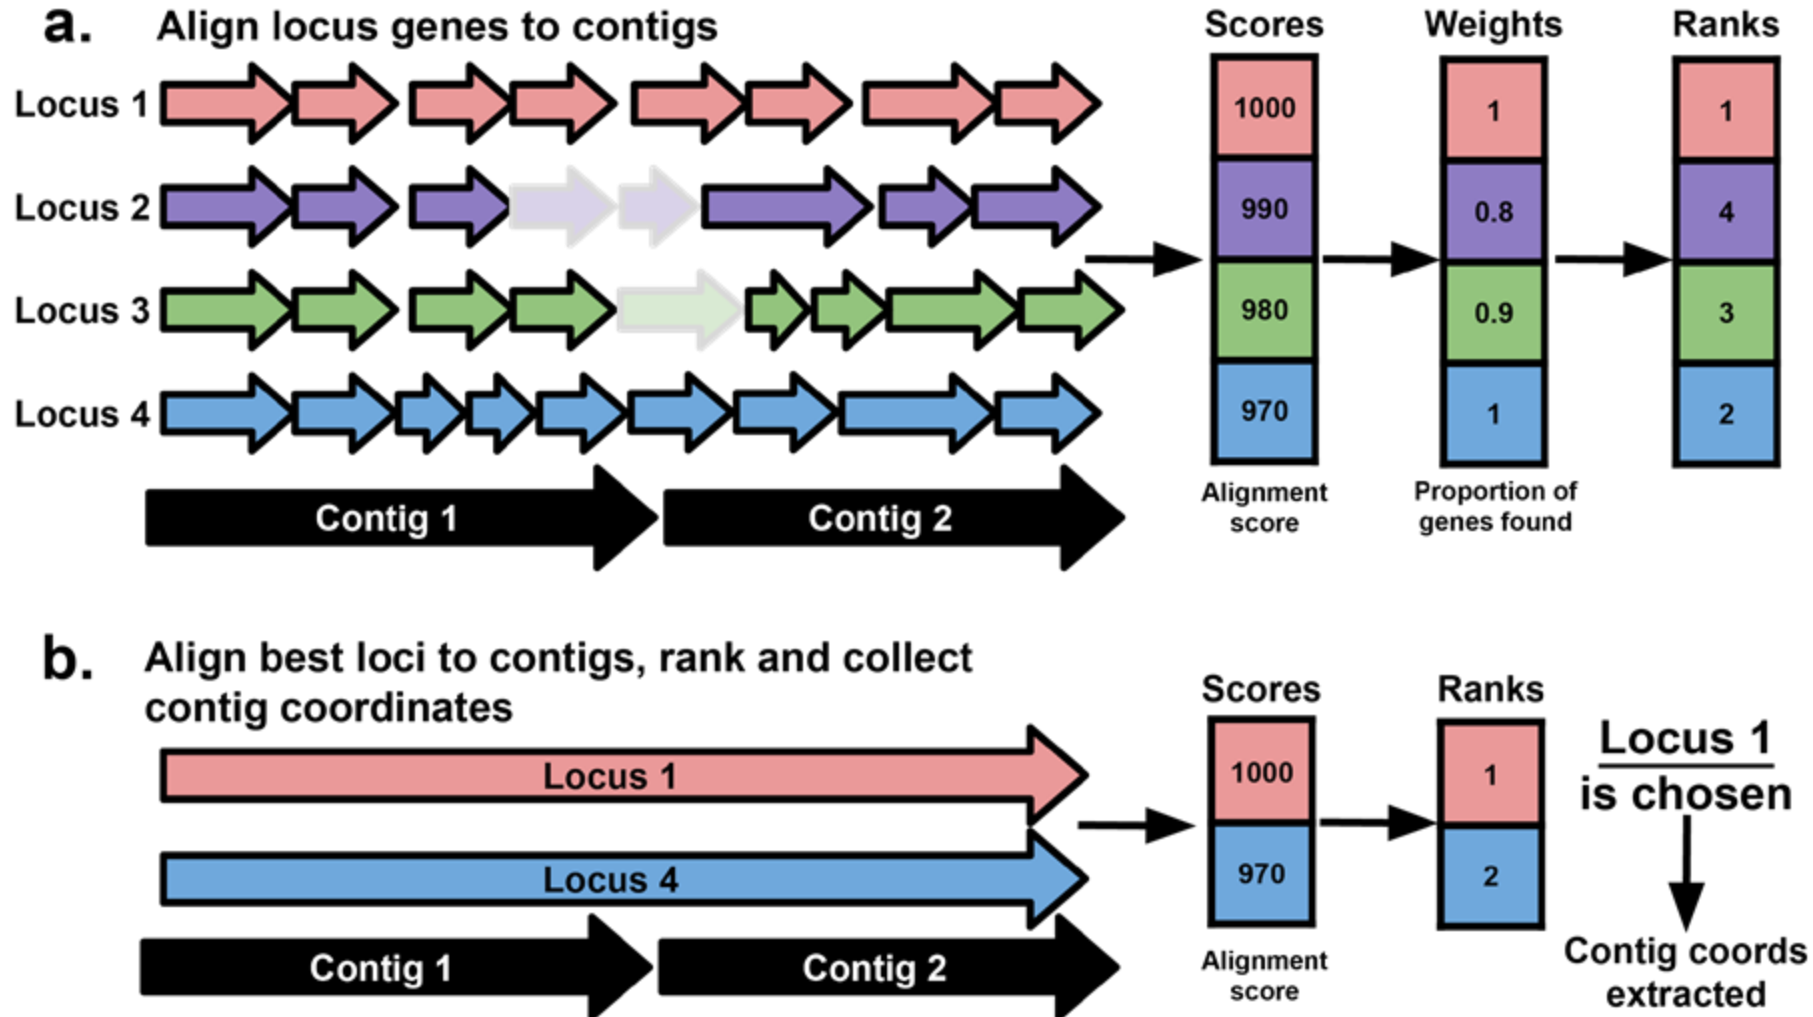 a. Align locus genes to contigs
Scores Weights Ranks
Locus 1
1000 1 1
Locus 2
990 0.8 4
Locus 3
980 0.9 3
Locus 4
970 1 2
Contig 1 Contig 2
Alignment
score
Proportion of
genes found
b. Align best loci to contigs, rank and collect
contig coordinates
Scores Ranks
Locus 1
1000 1
Locus 4
970 2
Contig 1 Contig 2
Alignment
score
Locus 1
is chosen
Contig coords
extracted